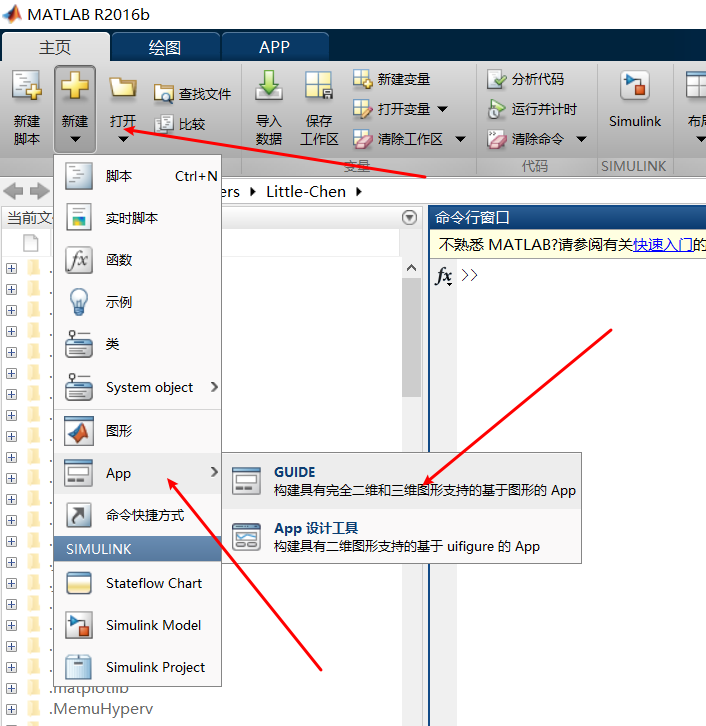 MATLAB R2016b
主页
绘图
APP
新建
脚本
新建
打开
查找文件
比较
导入
数据
保存
工作区
新建变量
打开变量
清除工作区
分析代码
运行并计时
清除命令
Simulink
变量
代码
SIMULINK
Little-Chen
当前文
命令行窗口
不熟悉 MATLAB?请参阅有关快速入门的
fx >>
脚本 Ctrl+N
实时脚本
函数
示例
类
System object
图形
App
命令快捷方式
SIMULINK
Stateflow Chart
Simulink Model
Simulink Project
GUIDE
构建具有完全二维和三维图形支持的基于图形的 App
App 设计工具
构建具有二维图形支持的基于 uifigure 的 App
.matplotlib
.MemuHyperv